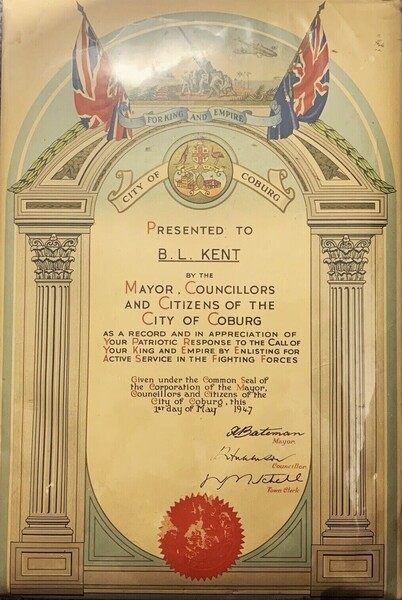 FOR KING AND EMPIRE
CITY OF COBURG
PRESENTED TO
B. L. KENT
BY THE
MAYOR, COUNCILLORS
AND CITIZENS OF THE
CITY OF COBURG
AS A RECORD AND IN APPRECIATION OF
YOUR PATRIOTIC RESPONSE TO THE CALL OF
YOUR KING AND EMPIRE BY ENLISTING FOR
ACTIVE SERVICE IN THE FIGHTING FORCES
Given under the Common Seal of
the Corporation of the Mayor,
Councillors and Citizens of the
City of Coburg, this
1st day of May 1947
Bateman
Mayor.
Councillor
Mitchell
Town Clerk